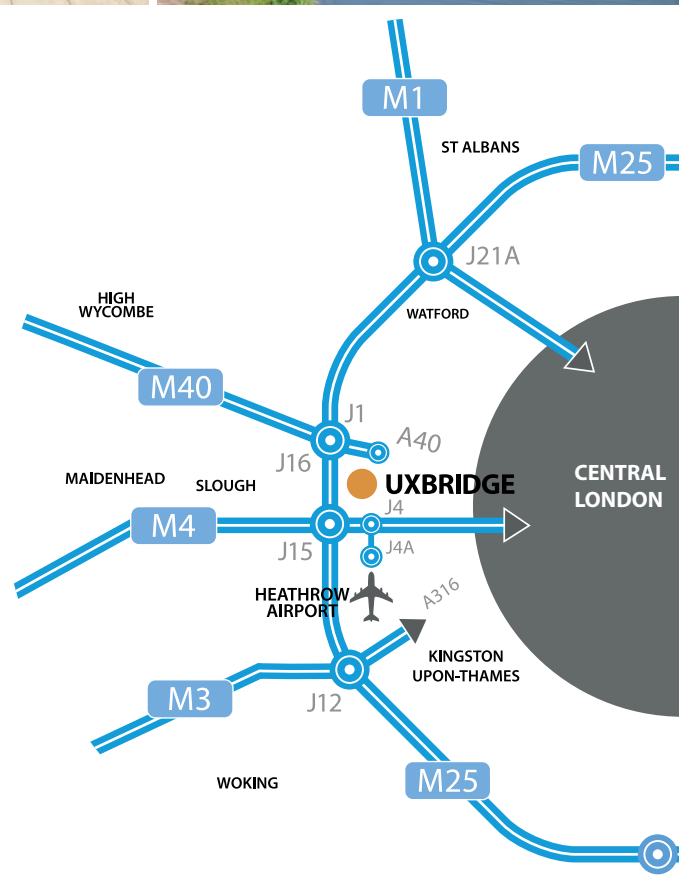 M1
ST ALBANS
M25
J21A
HIGH
WYCOMBE
WATFORD
M40
J1
A40
J16
MAIDENHEAD
SLOUGH
UXBRIDGE
CENTRAL
LONDON
M4
J4
J15
J4A
HEATHROW
AIRPORT
A316
KINGSTON
UPON-THAMES
M3
J12
WOKING
M25